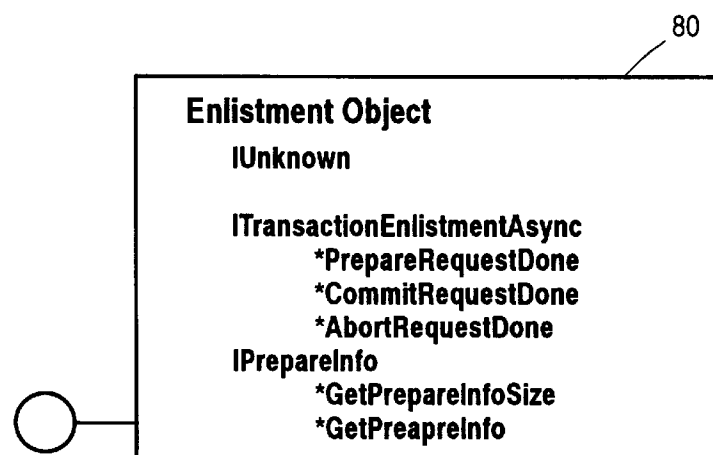 80
Enlistment Object
IUnknown
ITransactionEnlistmentAsync
*PrepareRequestDone
*CommitRequestDone
*AbortRequestDone
IPrepareInfo
*GetPrepareInfoSize
*GetPreapreInfo